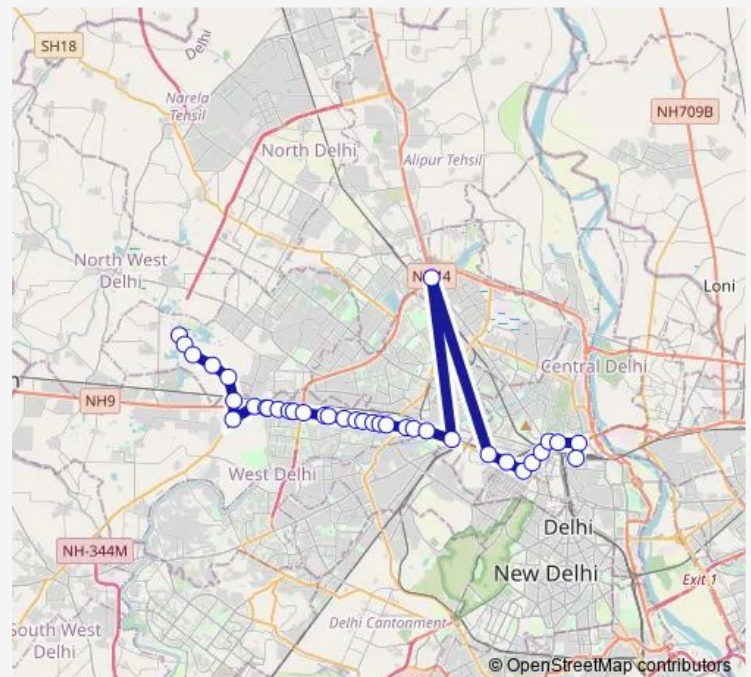 SH18
Delhi
Narela
Tehsil
NH709B
North Delhi
Alipur Tehsil
North West
Delhi
Loni
Central Delhi
NH9
West Delhi
Delhi
NH-344M
New Delhi
Exit 1
Delhi Cantonment
South West
Delhi
© OpenStreetMap contributors